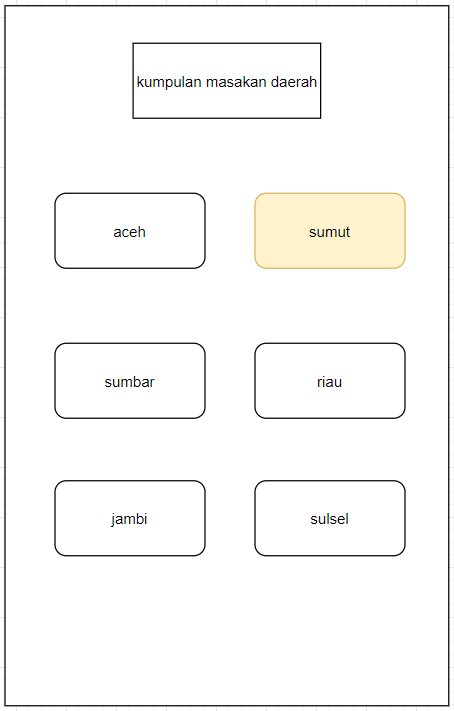 kumpulan masakan daerah
aceh
sumut
sumbar
riau
jambi
sulsel